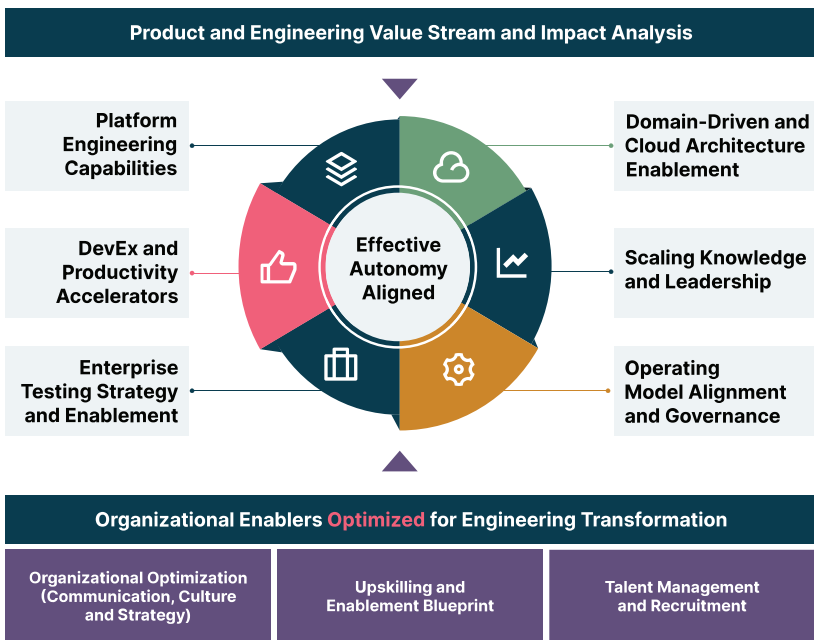 Product and Engineering Value Stream and Impact Analysis
Platform
Engineering
Capabilities
Domain-Driven and
Cloud Architecture
Enablement
DevEx and
Productivity
Accelerators
Effective
Autonomy
Aligned
Scaling Knowledge
and Leadership
Enterprise
Testing Strategy
and Enablement
Operating
Model Alignment
and Governance
Organizational Enablers Optimized for Engineering Transformation
Organizational Optimization
(Communication, Culture
and Strategy)
Upskilling and
Enablement Blueprint
Talent Management
and Recruitment